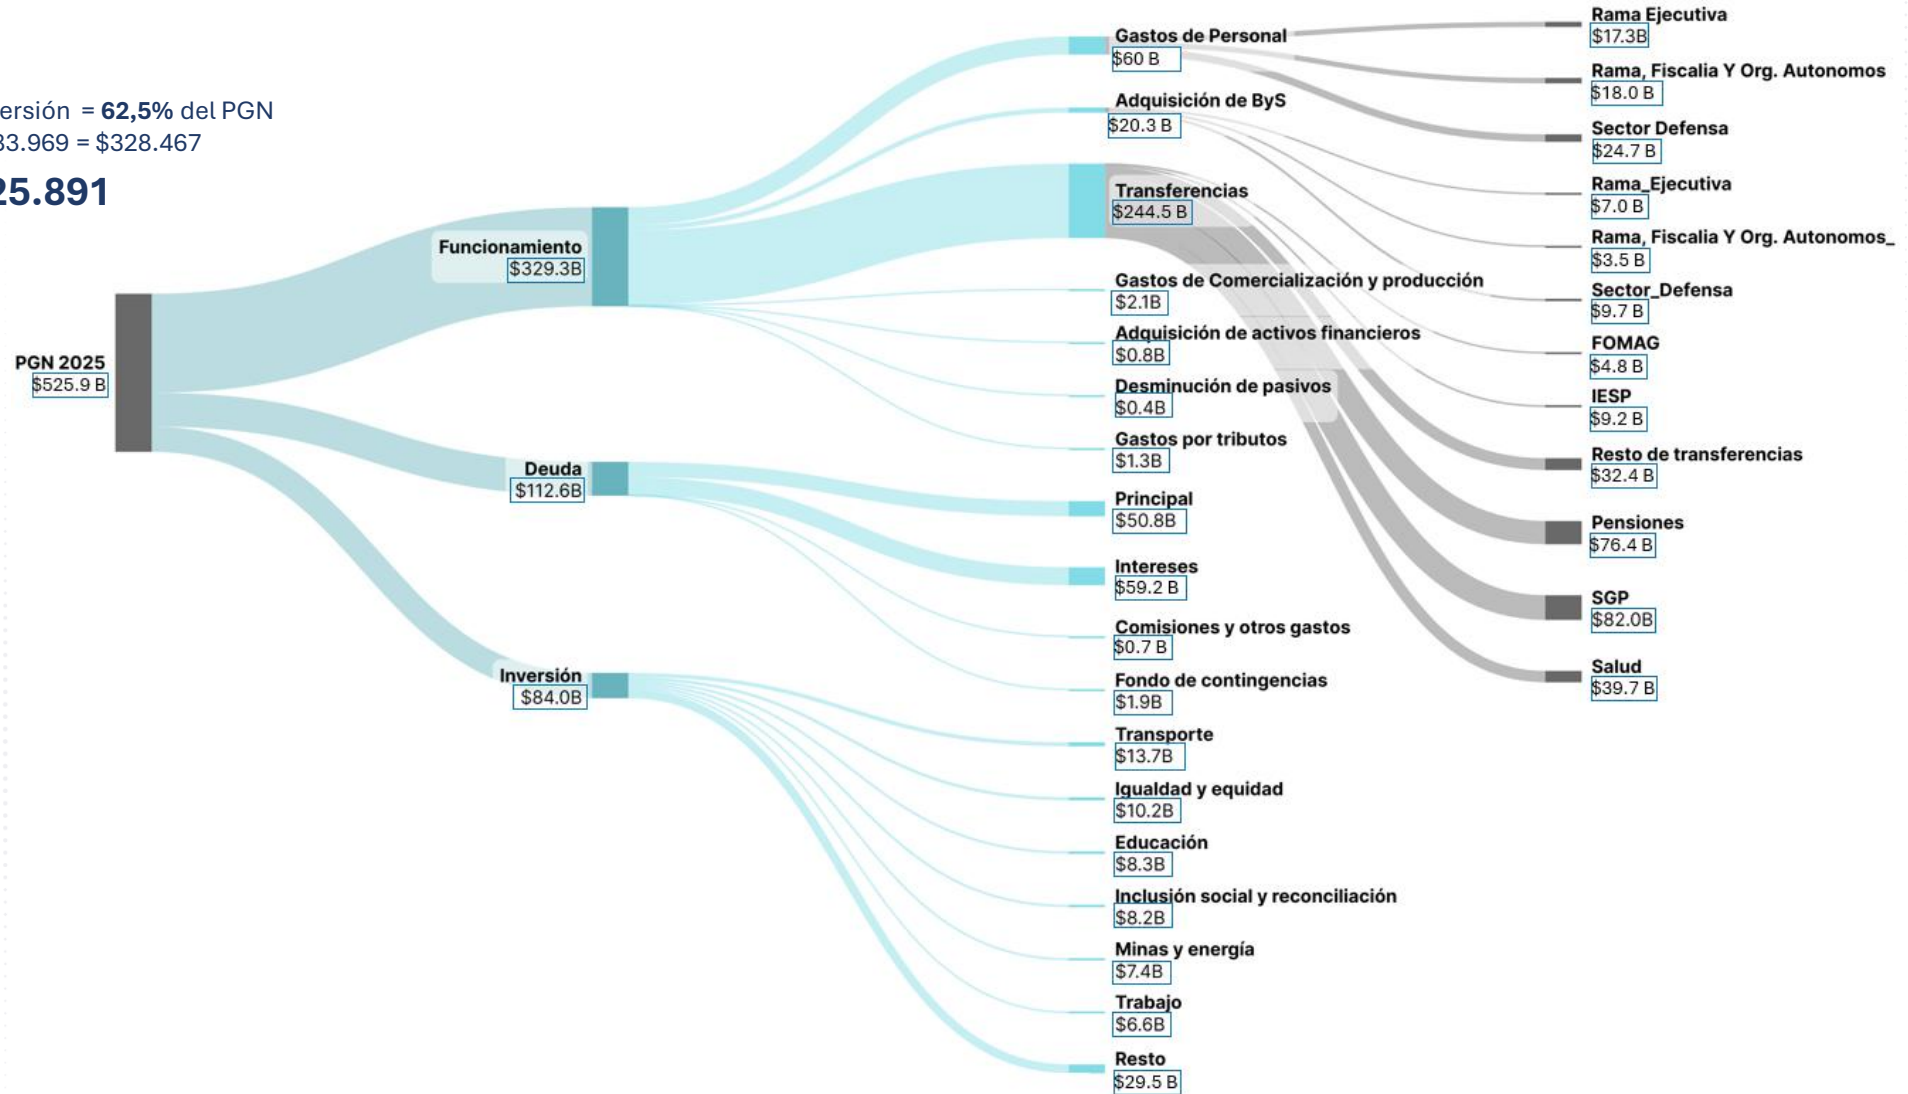 = 62,5% del PGN
= $328.467
PGN 2025
$525.9 B
Funcionamiento
$329.3B
Deuda
$112.6B
Inversión
$84.0B
Gastos de Personal
$60 B
Adquisición de ByS
$20.3 B
Transferencias
$244.5 B
Gastos de Comercialización y producción
$2.1B
Adquisición de activos financieros
$0.8B
Desminución de pasivos
$0.4B
Gastos por tributos
$1.3B
Principal
$50.8B
Intereses
$59.2 B
Comisiones y otros gastos
$0.7 B
Fondo de contingencias
$1.9B
Transporte
$13.7B
Igualdad y equidad
$10.2B
Educación
$8.3B
Inclusión social y reconciliación
$8.2B
Minas y energía
$7.4B
Trabajo
$6.6B
Resto
$29.5 B
Rama Ejecutiva
$17.3B
Rama, Fiscalia Y Org. Autonomos
$18.0 B
Sector Defensa
$24.7 B
Rama_Ejecutiva
$7.0 B
Rama, Fiscalia Y Org. Autonomos_
$3.5 B
Sector_Defensa
$9.7 B
FOMAG
$4.8 B
IESP
$9.2 B
Resto de transferencias
$32.4 B
Pensiones
$76.4 B
SGP
$82.0B
Salud
$39.7 B